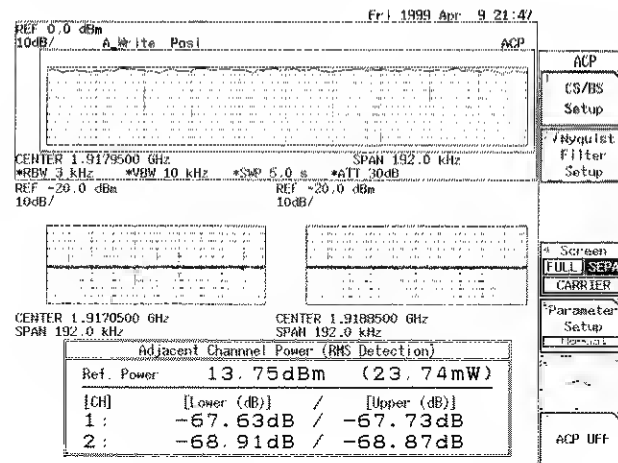 Fri 1999 Apr 9 21:47
REF 0.0 dBm
10dB/ A_Write Posi ACP
CENTER 1.9179500 GHz SPAN 192.0 kHz
*RBW 3 kHz *VBW 10 kHz *SWP 5.0 s *ATT 30dB
REF -20.0 dBm REF -20.0 dBm
10dB/ 10dB/
CENTER 1.9170500 GHz CENTER 1.9188500 GHz
SPAN 192.0 kHz SPAN 192.0 kHz
Adjacent Channnel Power (RMS Detection)
Ref. Power 13.75dBm (23.74mW)
[CH] [Lower (dB)] / [Upper (dB)]
1: -67.63dB / -67.73dB
2: -68.91dB / -68.87dB
ACP
CS/BS
Setup
√Nyquist
Filter
Setup
4 Screen
FULL SEPA
CARRIER
Parameter
Setup
Normal
ACP OFF